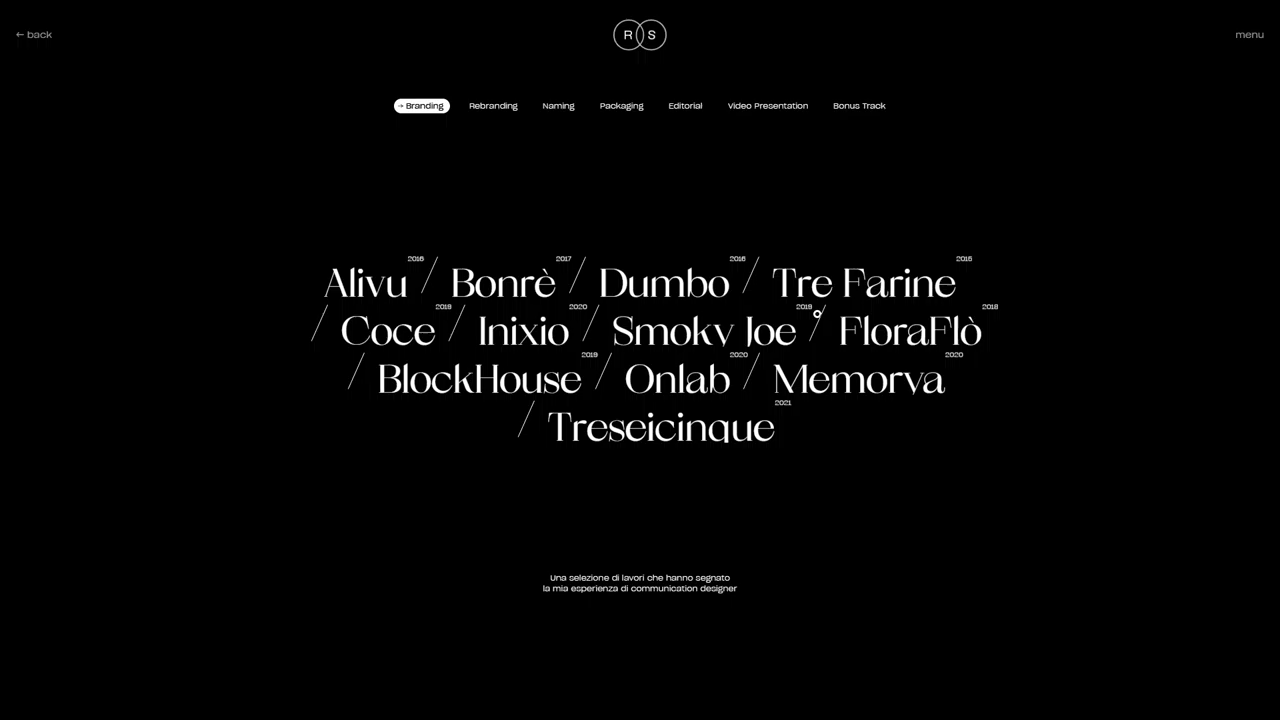 ← back
R S
menu
→ Branding Rebranding Naming Packaging Editorial Video Presentation Bonus Track
Alivu 2016 / Bonrè 2017 / Dumbo 2016 / Tre Farine 2015
/ Coce 2019 / Inixio 2020 / Smoky Joe 2019 / FloraFlò 2018
/ BlockHouse 2019 / Onlab 2020 / Memorya 2020
/ Treseicinque 2021
Una selezione di lavori che hanno segnato
la mia esperienza di communication designer